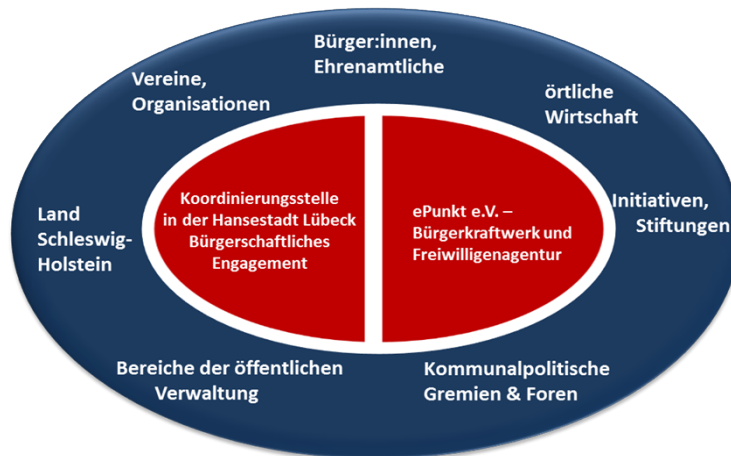 Bürger:innen,
Ehrenamtliche
Vereine,
Organisationen
örtliche
Wirtschaft
Land
Schleswig-
Holstein
Koordinierungsstelle
in der Hansestadt Lübeck
Bürgerschaftliches
Engagement
ePunkt e.V. –
Bürgerkraftwerk und
Freiwilligenagentur
Initiativen,
Stiftungen
Bereiche der öffentlichen
Verwaltung
Kommunalpolitische
Gremien & Foren